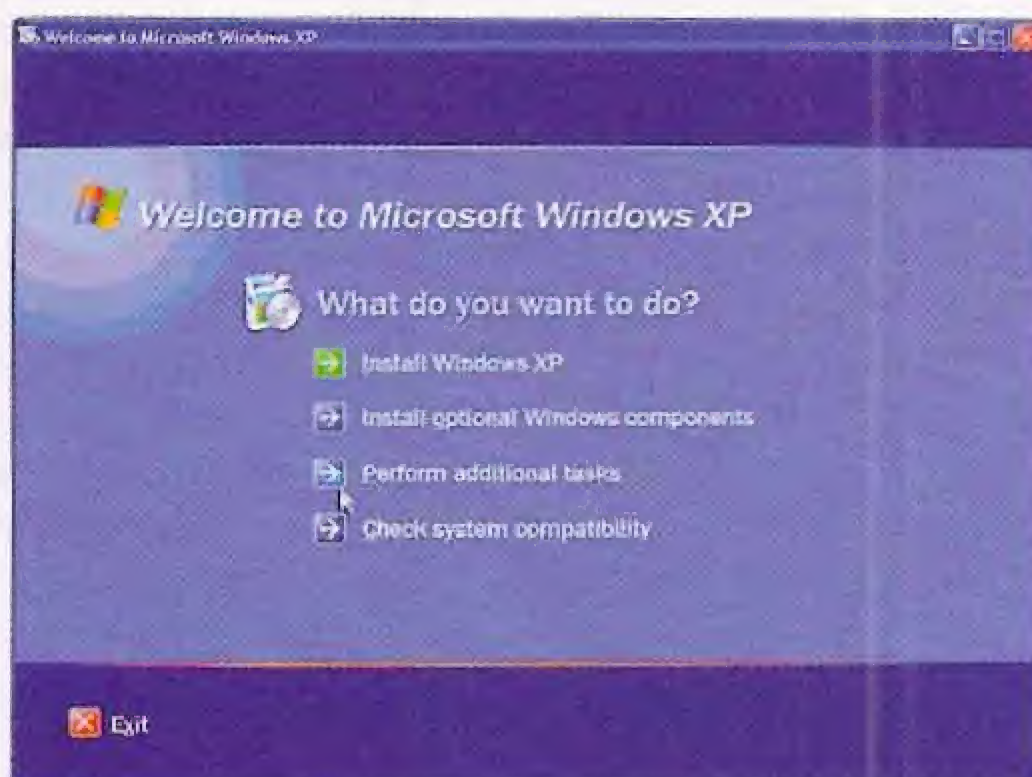 Welcome to Microsoft Windows XP
Welcome to Microsoft Windows XP
What do you want to do?
Install Windows XP
Install optional Windows components
Perform additional tasks
Check system compatibility
Exit